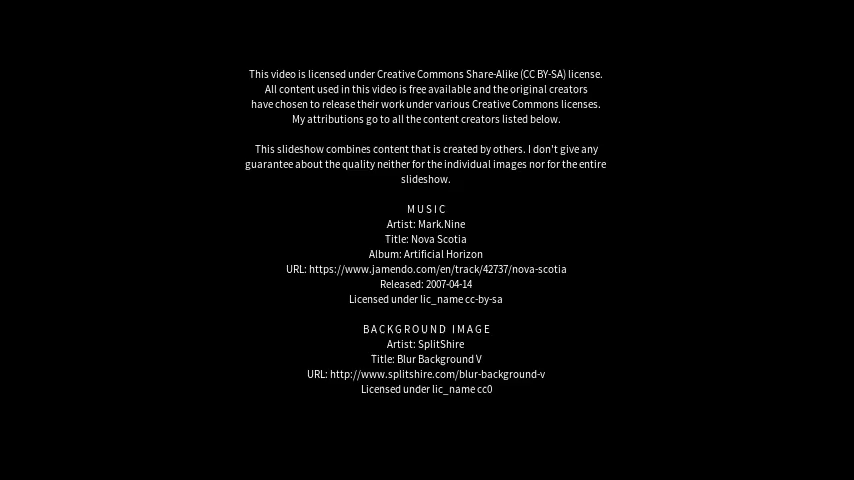 This video is licensed under Creative Commons Share-Alike (CC BY-SA) license.
All content used in this video is free available and the original creators
have chosen to release their work under various Creative Commons licenses.
My attributions go to all the content creators listed below.
This slideshow combines content that is created by others. I don't give any
guarantee about the quality neither for the individual images nor for the entire
slideshow.
MUSIC
Artist: Mark.Nine
Title: Nova Scotia
Album: Artificial Horizon
URL: https://www.jamendo.com/en/track/42737/nova-scotia
Released: 2007-04-14
Licensed under lic_name cc-by-sa
BACKGROUND IMAGE
Artist: SplitShire
Title: Blur Background V
URL: http://www.splitshire.com/blur-background-v
Licensed under lic_name cc0